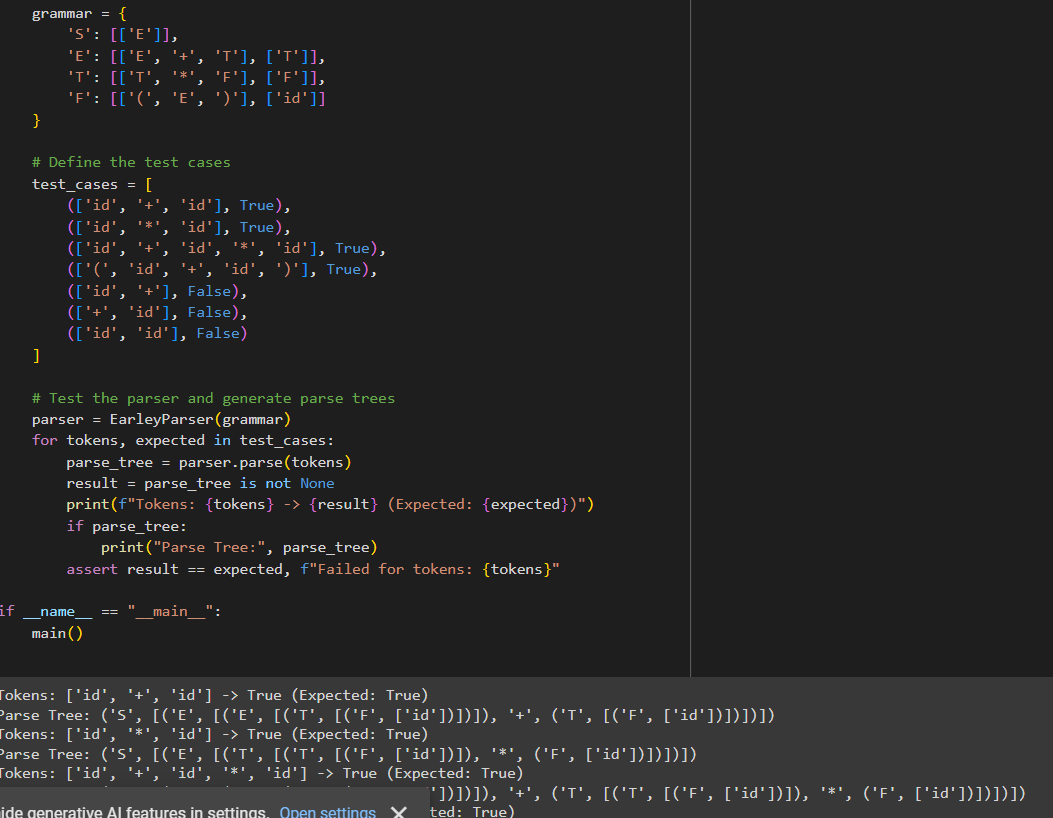 grammar = {
    'S': [['E']],
    'E': [['E', '+', 'T'], ['T']],
    'T': [['T', '*', 'F'], ['F']],
    'F': [['(', 'E', ')'], ['id']]
}
# Define the test cases
test_cases = [
    (['id', '+', 'id'], True),
    (['id', '*', 'id'], True),
    (['id', '+', 'id', '*', 'id'], True),
    (['(', 'id', '+', 'id', ')'], True),
    (['id', '+'], False),
    (['+', 'id'], False),
    (['id', 'id'], False)
]
# Test the parser and generate parse trees
parser = EarleyParser(grammar)
for tokens, expected in test_cases:
    parse_tree = parser.parse(tokens)
    result = parse_tree is not None
    print(f"Tokens: {tokens} -> {result} (Expected: {expected})")
    if parse_tree:
        print("Parse Tree:", parse_tree)
    assert result == expected, f"Failed for tokens: {tokens}"
if __name__ == "__main__":
    main()
Tokens: ['id', '+', 'id'] -> True (Expected: True)
Parse Tree: ('S', [('E', [('E', [('T', [('F', ['id'])])]), '+', ('T', [('F', ['id'])])])])
Tokens: ['id', '*', 'id'] -> True (Expected: True)
Parse Tree: ('S', [('E', [('T', [('T', [('F', ['id'])]), '*', ('F', ['id'])])])])
Tokens: ['id', '+', 'id', '*', 'id'] -> True (Expected: True)
'])])]), '+', ('T', [('T', [('F', ['id'])]), '*', ('F', ['id'])])])])
ide generative AI features in settings. Open settings ✕
ted: True)